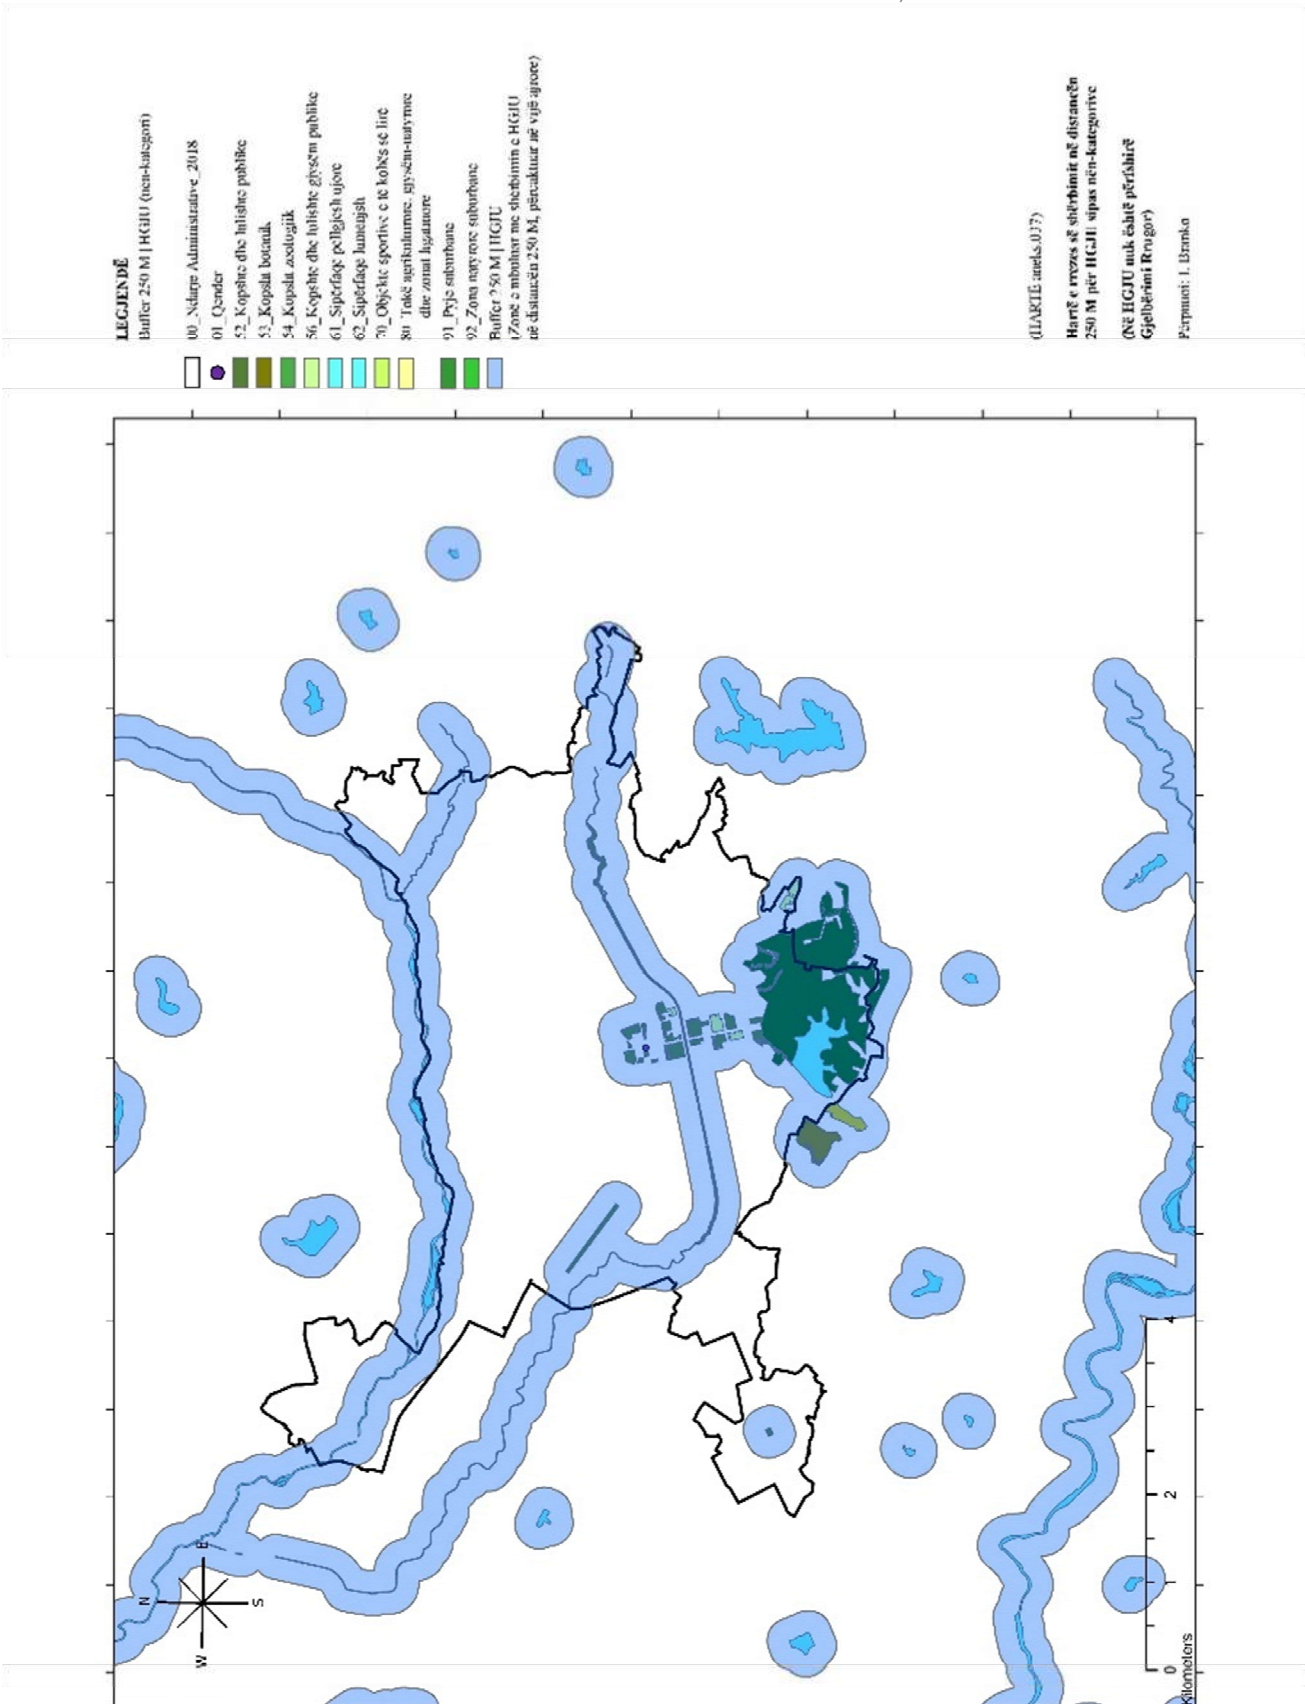 LEGJENDË
Buffer 250 M | HGJU (nën-kategori)
00_Ndarje Administrative_2018
01_Qender
52_Kopshte dhe lulishte publike
53_Kopsht botanik
54_Kopsht zoologjik
56_Kopshte dhe lulishte gjysëm publike
61_Sipërfaqe pellgjesh ujore
62_Sipërfaqe lumenjsh
70_Objekte sportive e të kohës së lirë
80_Tokë agrikulturore, gjysëm-natyrore
dhe zonat ligatinore
91_Pyje suburbane
92_Zona natyrore suburbane
Buffer 250 M | HGJU
(Zonë e mbuluar me shërbimin e HGJU
në distancën 250 M, përcaktuar në vijë ajrore)
(HARTË aneks.037)
Hartë e rrezes së shërbimit në distancën
250 M për HGJU sipas nën-kategorive
(Në HGJU nuk është përfshirë
Gjelbërimi Rrugor)
Përpunoi: I. Branko
N
E
S
W
0
1
2
4
Kilometers